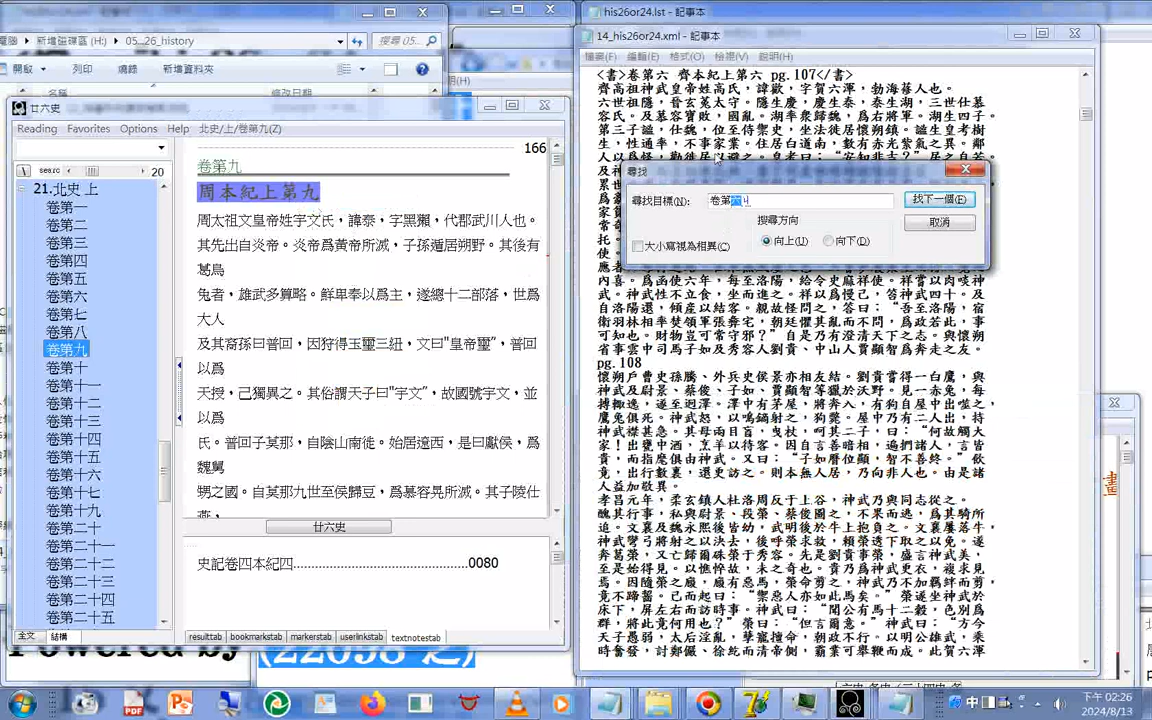 his26or24.lst - 記事本
新增磁碟區 (H:) ▸ 05..._26_history
搜尋 05...
開啟
列印
燒錄
新增資料夾
廿六史
Reading Favorites Options Help 北史/上/卷第九(Z)
searc
20
21.北史 上
卷第一
卷第二
卷第三
卷第四
卷第五
卷第六
卷第七
卷第八
卷第九
卷第十
卷第十一
卷第十二
卷第十三
卷第十四
卷第十五
卷第十六
卷第十七
卷第十九
卷第二十
卷第二十一
卷第二十二
卷第二十三
卷第二十四
卷第二十五
全文
結構
166
卷第九
周本紀上第九
周太祖文皇帝姓宇文氏，諱泰，字黑獺，代郡武川人也。
其先出自炎帝。炎帝爲黃帝所滅，子孫遁居朔野。其後有
葛烏
兔者，雄武多算略。鮮卑奉以爲主，遂總十二部落，世爲
大人
及其裔孫曰普回，因狩得玉璽三紐，文曰"皇帝璽"，普回
以爲
天授，己獨異之。其俗謂天子曰"宇文"，故國號宇文，並
以爲
氏。普回子莫那，自陰山南徙。始居遼西，是曰獻侯，爲
魏舅
甥之國。自莫那九世至侯歸豆，爲慕容晃所滅。其子陵仕
燕，
廿六史
史記卷四本紀四...............................................0080
resulttab bookmarkstab markerstab userlinkstab textnotestab
Powered by (22098 之)
14_his26or24.xml - 記事本
檔案(F) 編輯(E) 格式(O) 檢視(V) 說明(H)
<書>卷第六 齊本紀上第六 pg.107</書>
齊高祖神武皇帝姓高氏，諱歡，字賀六渾，勃海蓨人也。
六世祖隱，晉玄菟太守。隱生慶，慶生泰，泰生湖，三世仕慕
容氏。及慕容寶敗，國亂。湖率衆歸魏，爲右將軍。湖生四子。
第三子謐，仕魏，位至侍禦史，坐法徙居懷朔鎮。謐生皇考樹
生，性通率，不事家業。住居白道南，數有赤光紫氣之異。鄰
尋找
尋找目標(N):
卷第六
找下一個(F)
取消
搜尋方向
大小寫視為相異(C)
向上(U)
向下(D)
內喜。爲函使六年，每至洛陽，給令史麻祥使。祥嘗以肉啖神
武。神武性不立食，坐而進之。祥以爲慢己，笞神武四十。及
自洛陽還，傾產以結客。親故怪問之，答曰："吾至洛陽，宿
衛羽林相率焚領軍張彝宅，朝廷懼其亂而不問，爲政若此，事
可知也。財物豈可常守邪？"自是乃有澄清天下之志。與懷朔
省事雲中司馬子如及秀容人劉貴、中山人賈顯智爲奔走之友。
pg.108
懷朔戶曹史孫騰、外兵史侯景亦相友結。劉貴嘗得一白鷹，與
神武及尉景、蔡俊、子如、賈顯智等獵於沃野。見一赤兔，每
搏輒逸，遂至迥澤。澤中有茅屋，將奔入，有狗自屋中出噬之，
鷹兔俱死。神武怒，以鳴鏑射之，狗斃。屋中乃有二人出，持
神武襟甚急。其母兩目盲，曳杖，呵其二子，曰："何故觸大
家！出甕中酒，烹羊以待客。因自言善暗相，遍捫諸人，言皆
貴，而指麾俱由神武。又曰："子如曆位顯，智不善終。"飲
竟，出行數裏，還更訪之。則本無人居，乃向非人也。由是諸
人益加敬異。
孝昌元年，柔玄鎮人杜洛周反于上谷，神武乃與同志從之。
醜其行事，私與尉景、段榮、蔡俊圖之，不果而逃，爲其騎所
追。文襄及魏永熙後皆幼，武明後於牛上抱負之。文襄屢落牛，
神武彎弓將射之以決去，後呼榮求救，賴榮透下取之以免。遂
奔葛榮，又亡歸爾硃榮于秀容。先是劉貴事榮，盛言神武美，
至是始得見。以憔悴故，未之奇也。貴乃爲神武更衣，複求見
焉。因隨榮之廄，廄有惡馬，榮命剪之，神武乃不加羈絆而剪，
竟不蹄齧。已而起曰："禦惡人亦如此馬矣。"榮遂坐神武於
床下，屏左右而訪時事。神武曰："聞公有馬十二穀，色別爲
群，將此竟何用也？"榮曰："但言爾意。"神武曰："方今
天子愚弱，太后淫亂，孽寵擅命，朝政不行。以明公雄武，乘
時奮發，討鄭儼、徐紇而清帝側，霸業可舉鞭而成。此賀六渾
中
下午 02:26
2024/8/13